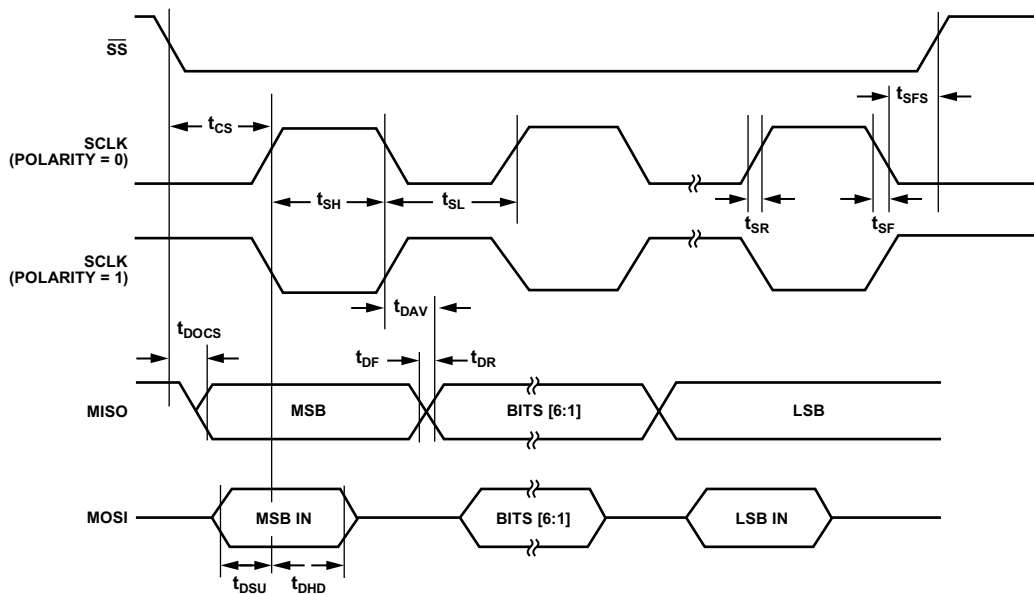 SS
tSFS
tCS
SCLK
(POLARITY = 0)
tSH
tSL
tSR
tSF
SCLK
(POLARITY = 1)
tDAV
tDOCS
tDF
tDR
MISO
MSB
BITS [6:1]
LSB
MOSI
MSB IN
BITS [6:1]
LSB IN
tDSU
tDHD